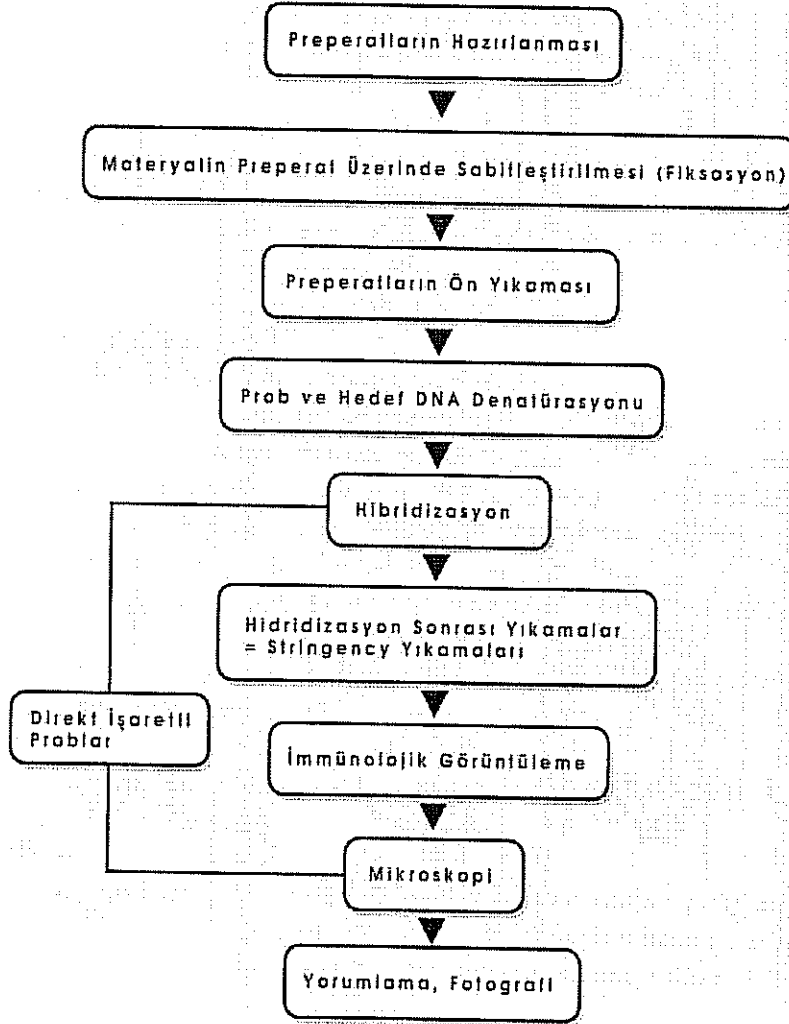 Preperatların Hazırlanması
Materyalin Preperat Üzerinde Sabitleştirilmesi (Fiksasyon)
Preperatların Ön Yıkaması
Prob ve Hedef DNA Denatürasyonu
Hibridizasyon
Hidridizasyon Sonrası Yıkamalar
= Stringency Yıkamaları
Direkt İşaretli
Problar
İmmünolojik Görüntüleme
Mikroskopi
Yorumlama, Fotografi